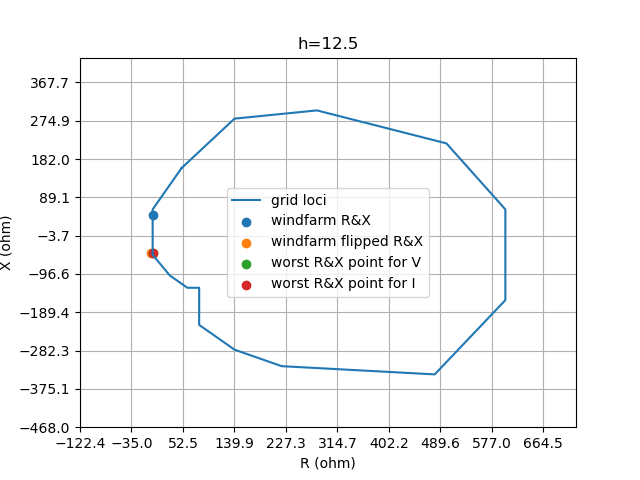 h=12.5
367.7
274.9
182.0
89.1
−3.7
−96.6
−189.4
−282.3
−375.1
−468.0
X (ohm)
grid loci
windfarm R&X
windfarm flipped R&X
worst R&X point for V
worst R&X point for I
−122.4 −35.0 52.5 139.9 227.3 314.7 402.2 489.6 577.0 664.5
R (ohm)